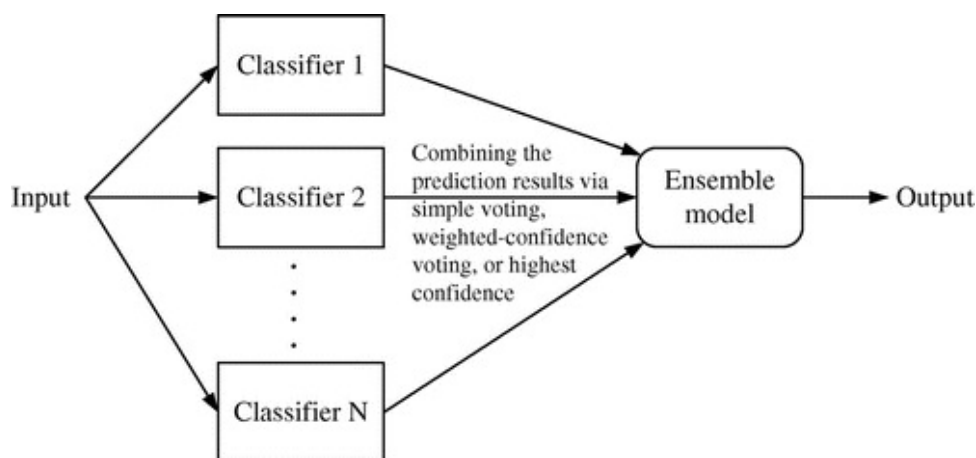 Input
Classifier 1
Classifier 2
Classifier N
Combining the
prediction results via
simple voting,
weighted-confidence
voting, or highest
confidence
Ensemble
model
Output